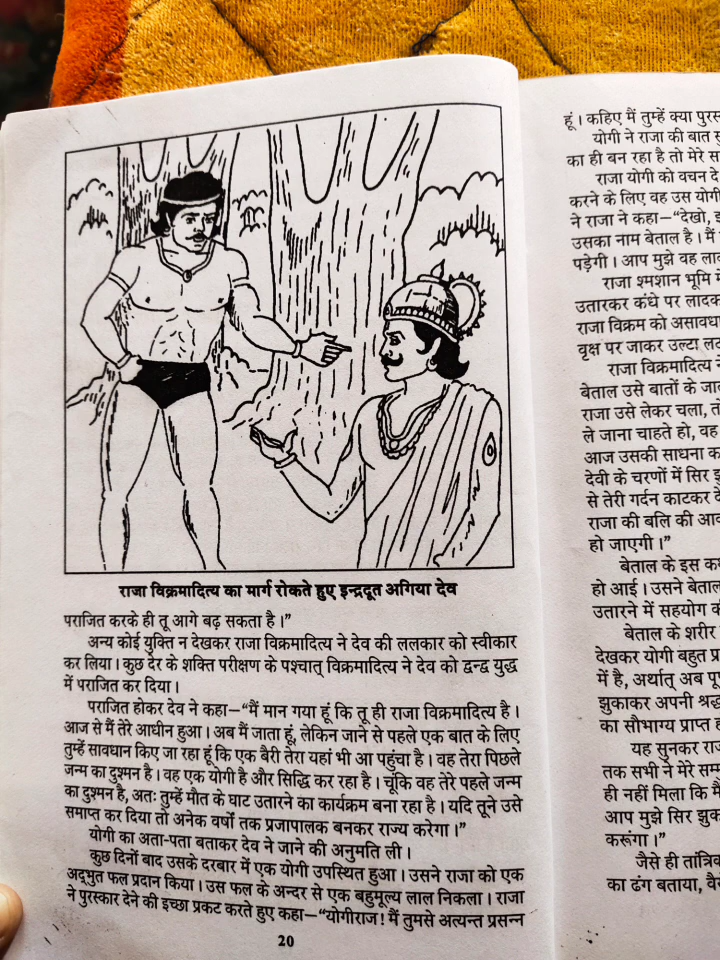 राजा विक्रमादित्य का मार्ग रोकते हुए इन्द्रदूत अगिया देव
पराजित करके ही तू आगे बढ़ सकता है।”
अन्य कोई युक्ति न देखकर राजा विक्रमादित्य ने देव की ललकार को स्वीकार
कर लिया। कुछ देर के शक्ति परीक्षण के पश्चात् विक्रमादित्य ने देव को द्वन्द्व युद्ध
में पराजित कर दिया।
पराजित होकर देव ने कहा—“मैं मान गया हूं कि तू ही राजा विक्रमादित्य है।
आज से मैं तेरे आधीन हुआ। अब मैं जाता हूं, लेकिन जाने से पहले एक बात के लिए
तुम्हें सावधान किए जा रहा हूं कि एक बैरी तेरा यहां भी आ पहुंचा है। वह तेरा पिछले
जन्म का दुश्मन है। वह एक योगी है और सिद्धि कर रहा है। चूंकि वह तेरे पहले जन्म
का दुश्मन है, अतः तुम्हें मौत के घाट उतारने का कार्यक्रम बना रहा है। यदि तूने उसे
समाप्त कर दिया तो अनेक वर्षों तक प्रजापालक बनकर राज्य करेगा।”
योगी का अता-पता बताकर देव ने जाने की अनुमति ली।
कुछ दिनों बाद उसके दरबार में एक योगी उपस्थित हुआ। उसने राजा को एक
अद्‌भुत फल प्रदान किया। उस फल के अन्दर से एक बहुमूल्य लाल निकला। राजा
ने पुरस्कार देने की इच्छा प्रकट करते हुए कहा—“योगीराज! मैं तुमसे अत्यन्त प्रसन्न
20
हूं। कहिए मैं तुम्हें क्या
योगी ने राजा की बात
का ही बन रहा है तो मेरे
राजा योगी को वचन दे
करने के लिए वह उस योगी
ने राजा ने कहा—“देखो,
उसका नाम बेताल है। मैं
पड़ेगी। आप मुझे वह
राजा श्मशान भूमि
उतारकर कंधे पर लादक
राजा विक्रम को असावधा
वृक्ष पर जाकर उल्टा
राजा विक्रमादित्य
बेताल उसे बातों के
राजा उसे लेकर चला,
ले जाना चाहते हो, वह
आज उसकी साधना
देवी के चरणों में सिर
से तेरी गर्दन काटकर
राजा की बलि की
हो जाएगी।”
बेताल के इस
हो आई। उसने बेताल
उतारने में सहयोग
बेताल के शरीर
देखकर योगी बहुत
में है, अर्थात् अब
झुकाकर अपनी
का सौभाग्य प्राप्त
यह सुनकर
तक सभी ने मेरे
ही नहीं मिला कि
आप मुझे सिर
करूंगा।”
जैसे ही
का ढंग बताया,